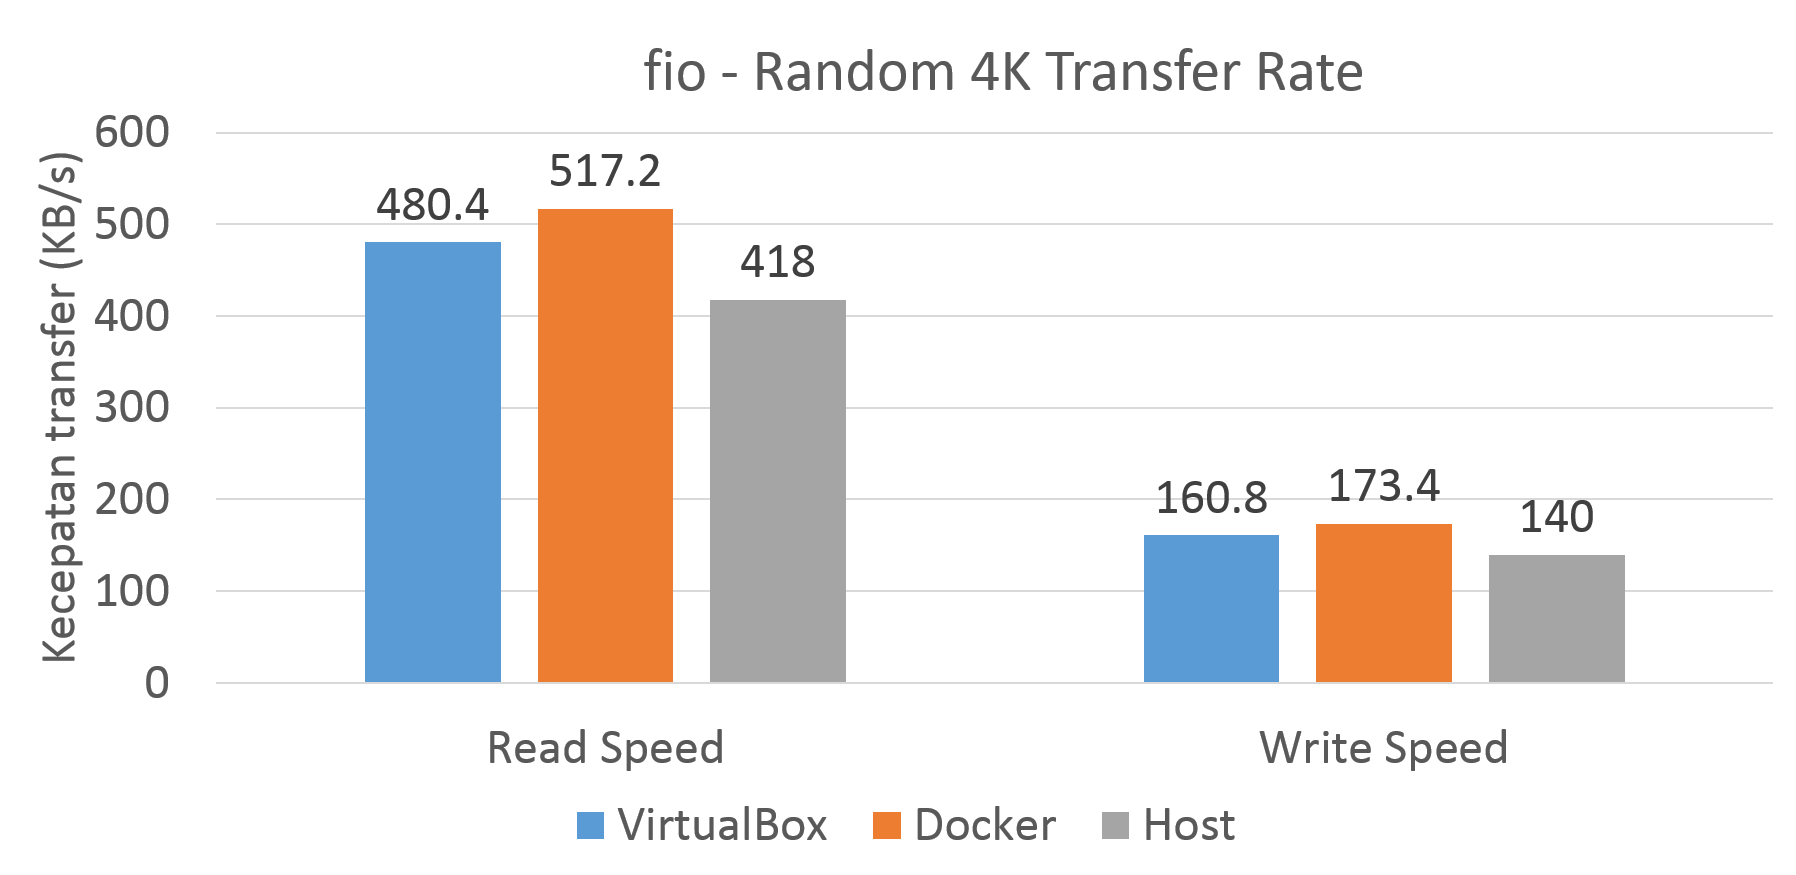 fio - Random 4K Transfer Rate
Kecepatan transfer (KB/s)
600
500
400
300
200
100
0
480.4
517.2
418
160.8
173.4
140
Read Speed
Write Speed
VirtualBox
Docker
Host